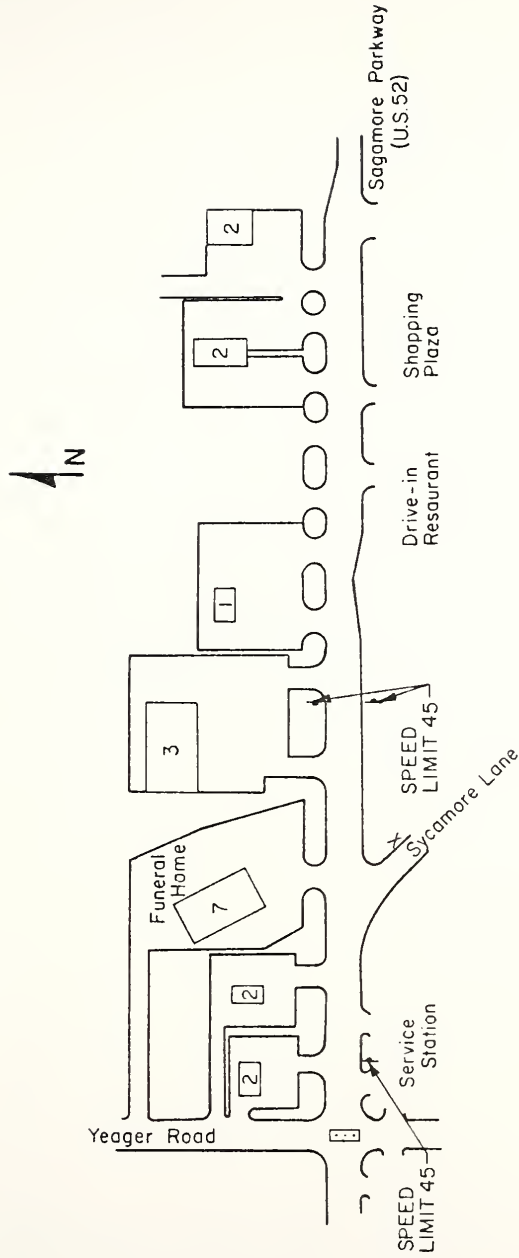 N
Sagamore Parkway
(U.S.52)
2
2
1
3
Funeral
Home
7
2
2
Yeager Road
Shopping
Plaza
Drive-in
Resaurant
SPEED
LIMIT 45
Sycamore Lane
X
Service
Station
SPEED
LIMIT 45